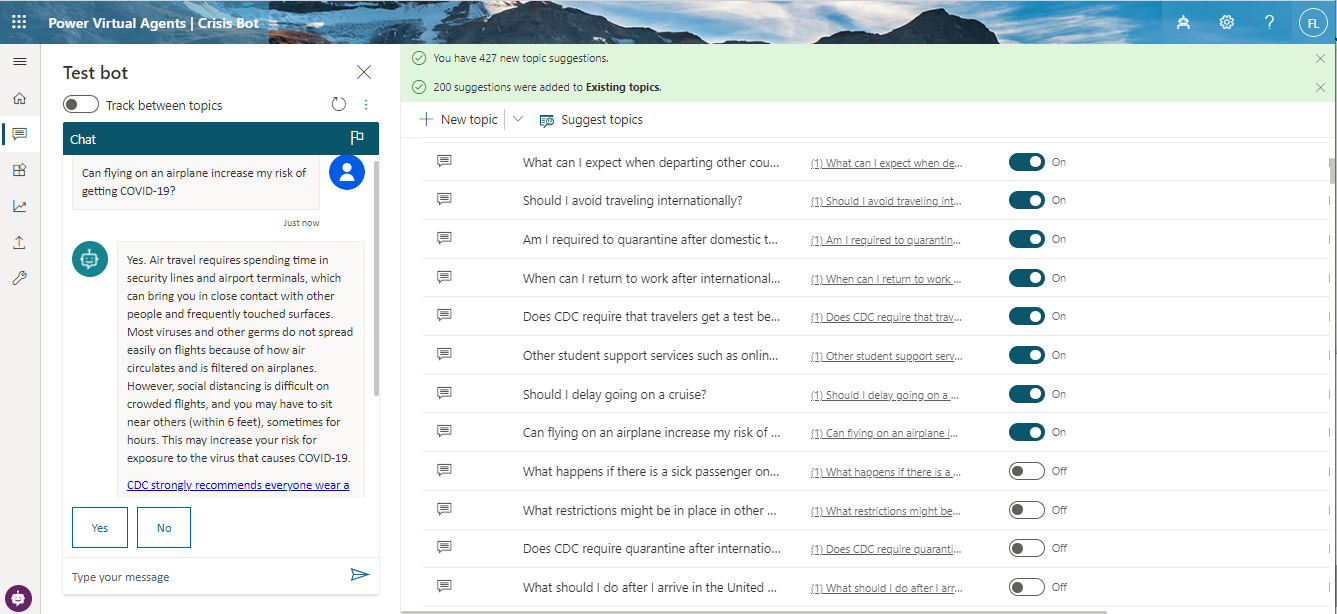 Power Virtual Agents | Crisis Bot
?
FL
Test bot
Track between topics
Chat
Can flying on an airplane increase my risk of
getting COVID-19?
Just now
Yes. Air travel requires spending time in
security lines and airport terminals, which
can bring you in close contact with other
people and frequently touched surfaces.
Most viruses and other germs do not spread
easily on flights because of how air
circulates and is filtered on airplanes.
However, social distancing is difficult on
crowded flights, and you may have to sit
near others (within 6 feet), sometimes for
hours. This may increase your risk for
exposure to the virus that causes COVID-19.
CDC strongly recommends everyone wear a
Yes No
Type your message
You have 427 new topic suggestions.
200 suggestions were added to Existing topics.
New topic Suggest topics
What can I expect when departing other cou... (1) What can I expect when de... On
Should I avoid traveling internationally? (1) Should I avoid traveling int... On
Am I required to quarantine after domestic t... (1) Am I required to quarantin... On
When can I return to work after international... (1) When can I return to work ... On
Does CDC require that travelers get a test be... (1) Does CDC require that trav... On
Other student support services such as onlin... (1) Other student support serv... On
Should I delay going on a cruise? (1) Should I delay going on a ... On
Can flying on an airplane increase my risk of ... (1) Can flying on an airplane i... On
What happens if there is a sick passenger on... (1) What happens if there is a ... Off
What restrictions might be in place in other ... (1) What restrictions might be... Off
Does CDC require quarantine after internatio... (1) Does CDC require quaranti... Off
What should I do after I arrive in the United ... (1) What should I do after I arr... Off